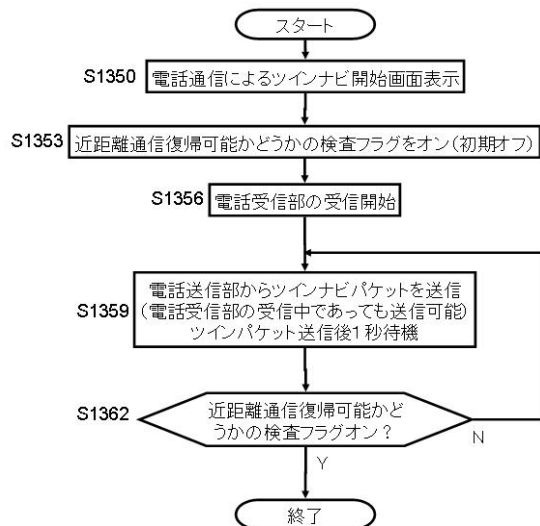 スタート
S1350
電話通信によるツインナビ開始画面表示
S1353
近距離通信復帰可能かどうかの検査フラグをオン(初期オフ)
S1356
電話受信部の受信開始
S1359
電話送信部からツインナビパケットを送信
(電話受信部の受信中であっても送信可能)
ツインパケット送信後1秒待機
S1362
近距離通信復帰可能かど
うかの検査フラグオン?
N
Y
終了